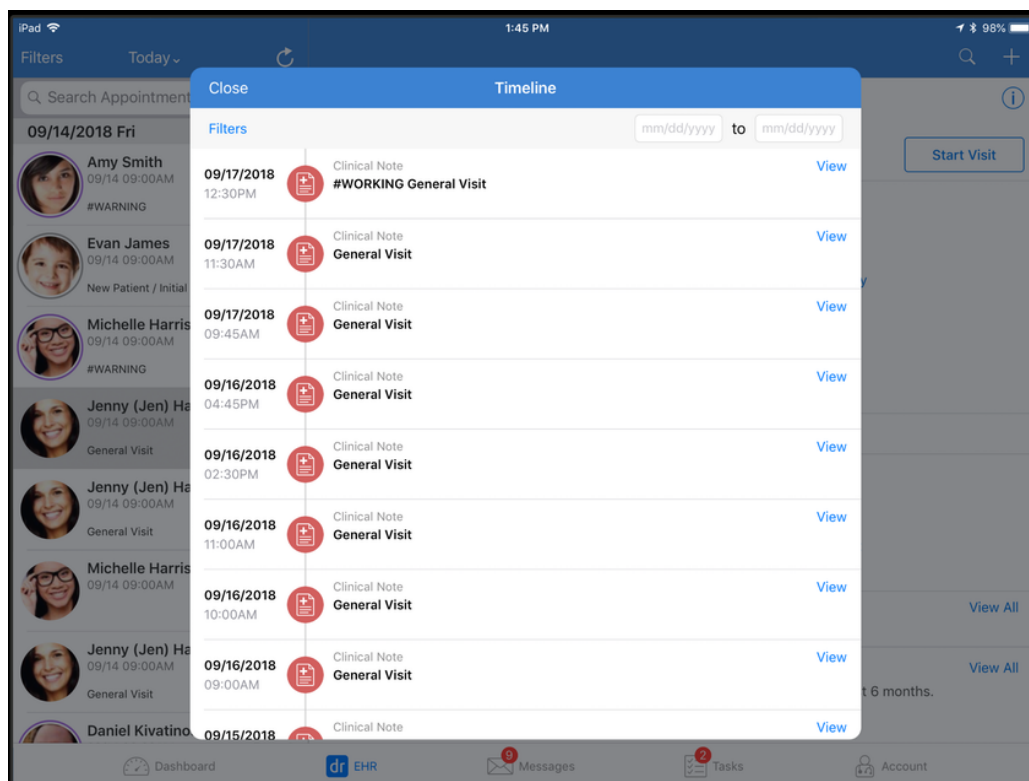 iPad 1:45 PM 98%
Filters Today
Search Appointment
09/14/2018 Fri
Amy Smith
09/14 09:00AM
#WARNING
Evan James
09/14 09:00AM
New Patient / Initial
Michelle Harris
09/14 09:00AM
#WARNING
Jenny (Jen) Ha
09/14 09:00AM
General Visit
Jenny (Jen) Ha
09/14 09:00AM
General Visit
Michelle Harris
09/14 09:00AM
Jenny (Jen) Ha
09/14 09:00AM
General Visit
Daniel Kivatino
Close Timeline
Filters mm/dd/yyyy to mm/dd/yyyy
Clinical Note View
09/17/2018 #WORKING General Visit
12:30PM
Clinical Note View
09/17/2018 General Visit
11:30AM
Clinical Note View
09/17/2018 General Visit
09:45AM
Clinical Note View
09/16/2018 General Visit
04:45PM
Clinical Note View
09/16/2018 General Visit
02:30PM
Clinical Note View
09/16/2018 General Visit
11:00AM
Clinical Note View
09/16/2018 General Visit
10:00AM
Clinical Note View
09/16/2018 General Visit
09:00AM
Clinical Note View
09/15/2018
Start Visit
y
View All
View All
t 6 months.
Dashboard dr EHR 9 Messages 2 Tasks Account